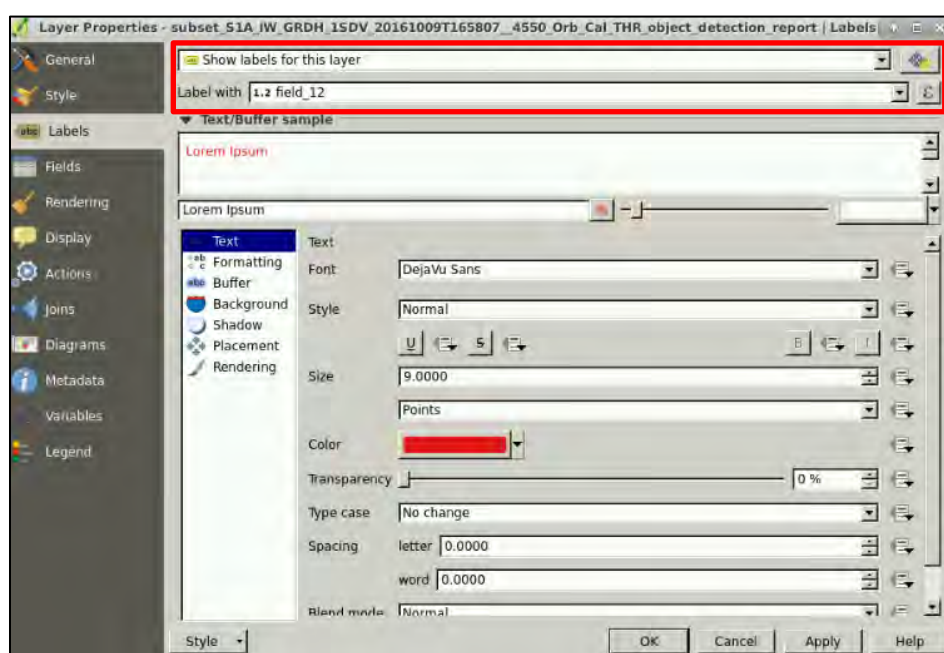 Layer Properties - subset_S1A_IW_GRDH_1SDV_20161009T165807__4550_Orb_Cal_THR_object_detection_report | Labels
General
Style
Labels
Fields
Rendering
Display
Actions
Joins
Diagrams
Metadata
Variables
Legend
abc
Show labels for this layer
Label with 1.2 field_12 ε
Text/Buffer sample
Lorem Ipsum
Lorem Ipsum
Text
Formatting
Buffer
Background
Shadow
Placement
Rendering
Text
Font DejaVu Sans
Style Normal
U S B I
Size 9.0000
Points
Color
Transparency 0 %
Type case No change
Spacing letter 0.0000
word 0.0000
Blend mode Normal
Style OK Cancel Apply Help